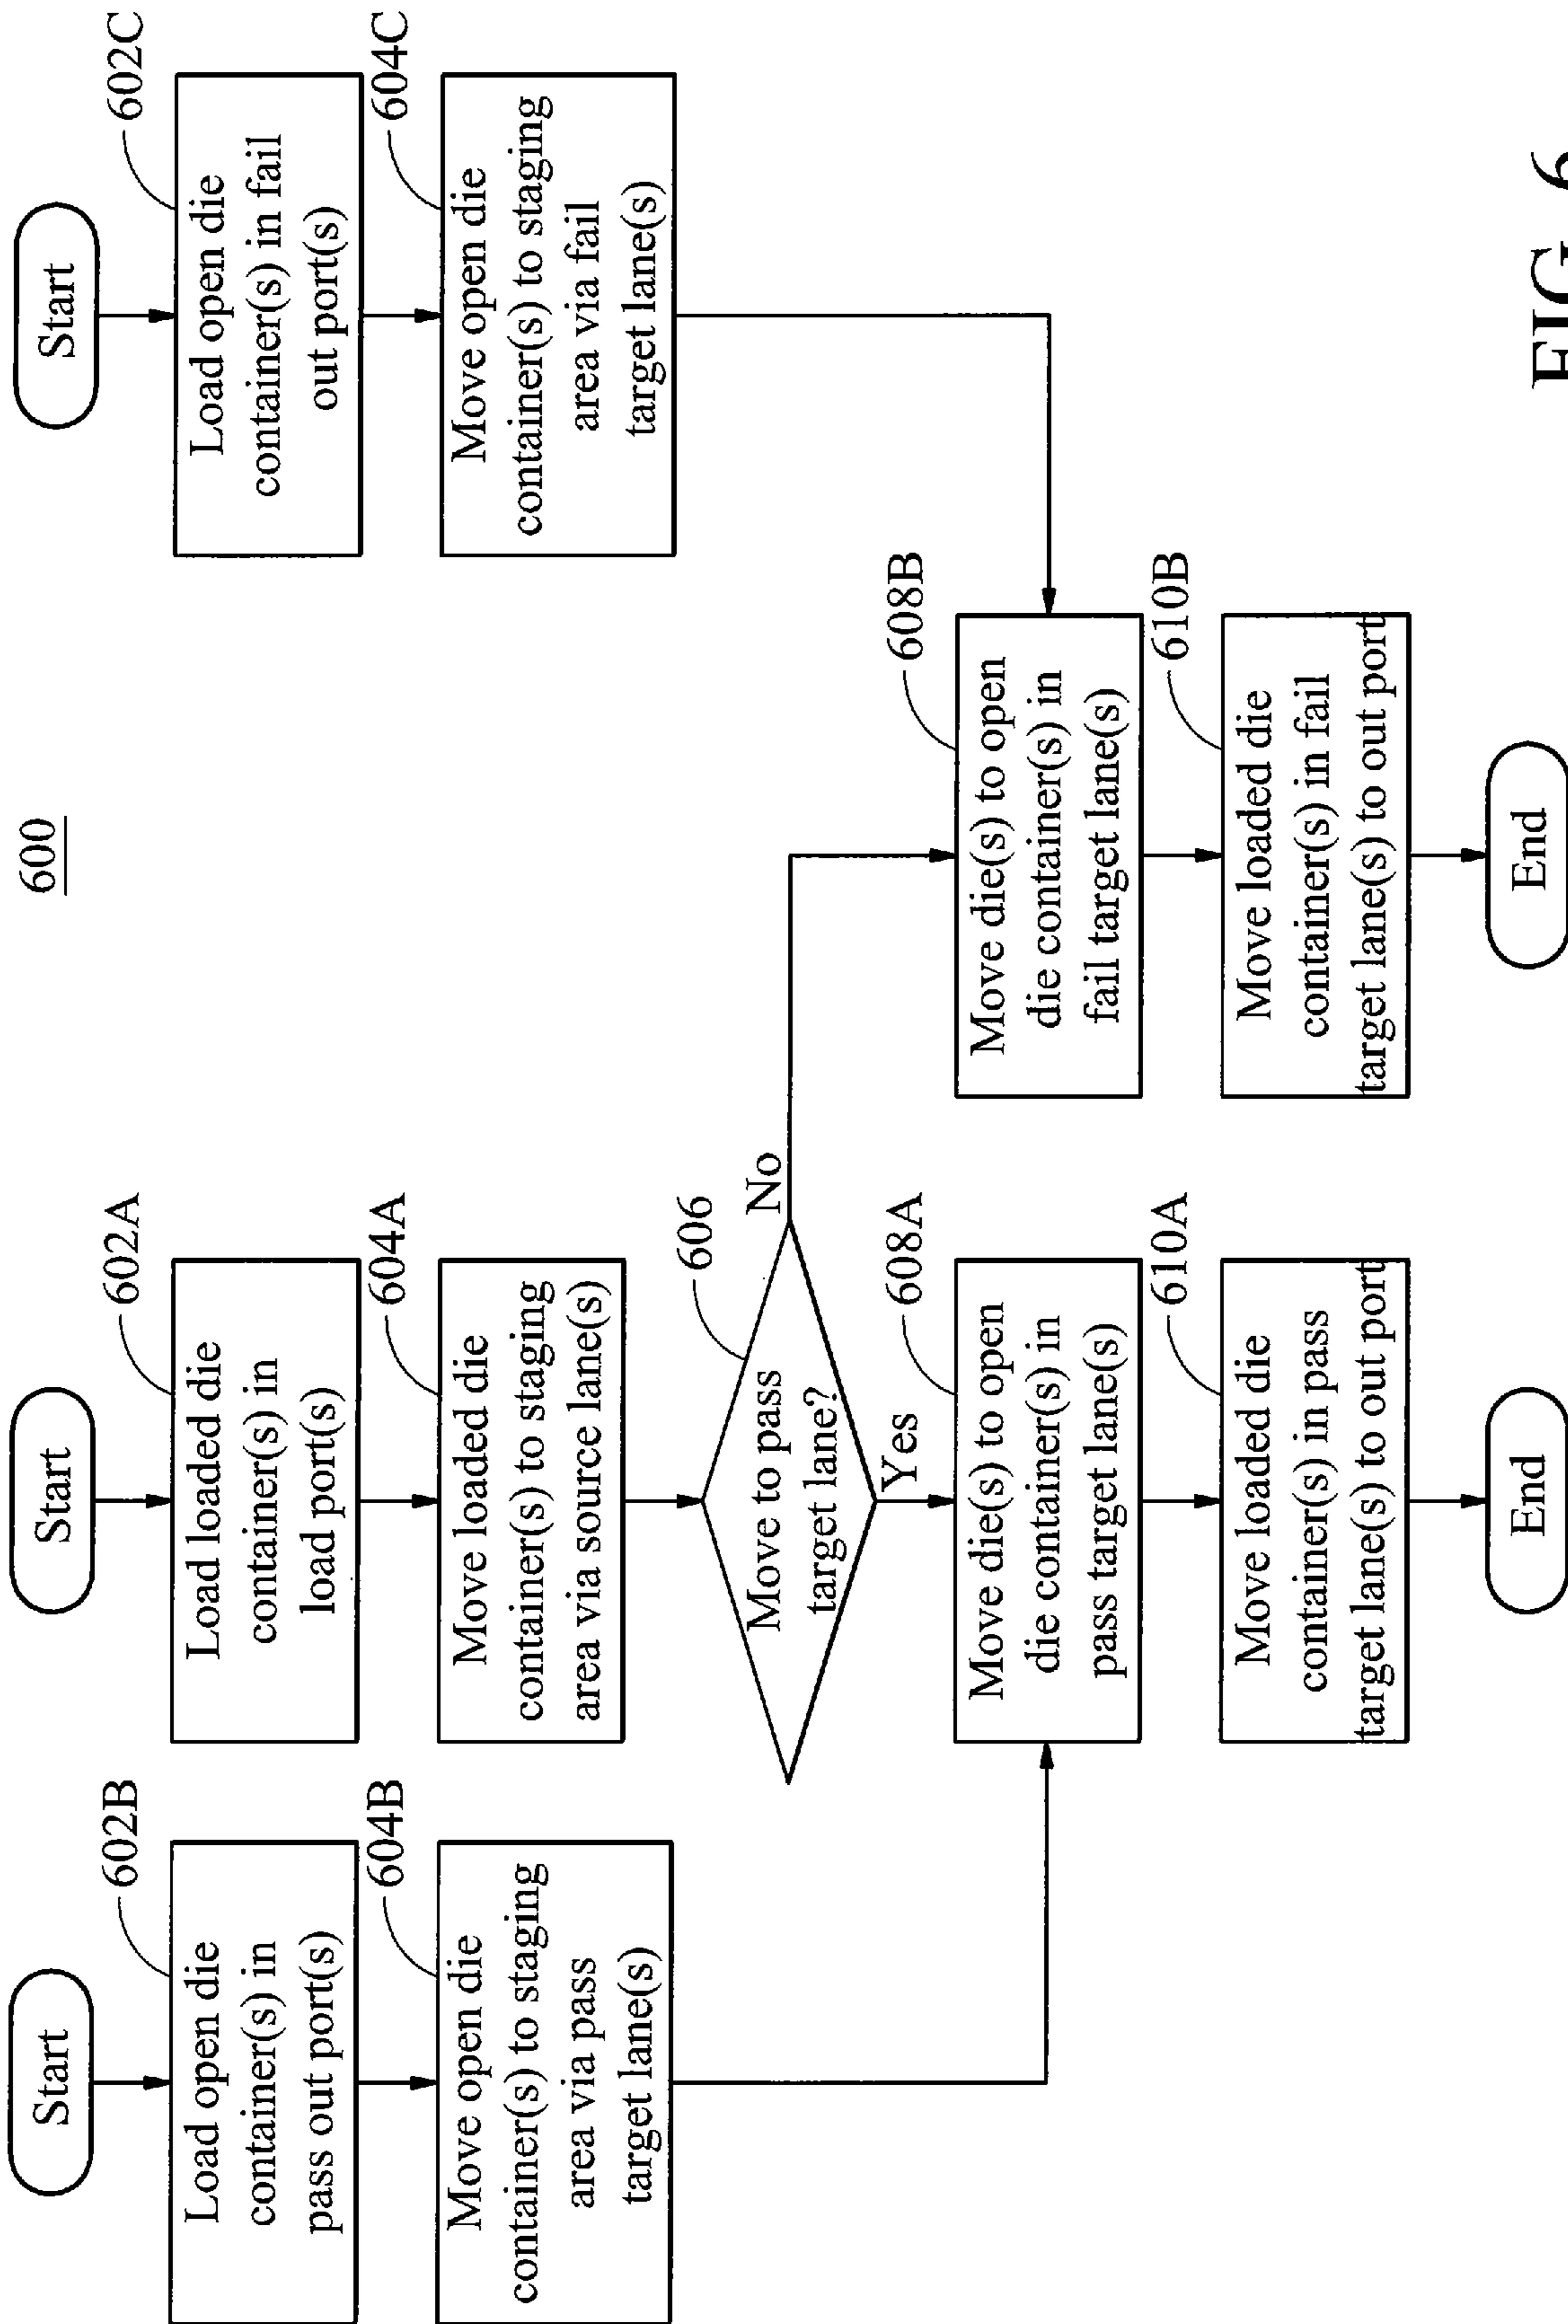 600
Start
Load open die
container(s) in
pass out port(s)
602B
Move open die
container(s) to staging
area via pass
target lane(s)
604B
Start
Load loaded die
container(s) in
load port(s)
602A
Move loaded die
container(s) to staging
area via source lane(s)
604A
Move to pass
target lane?
606
Yes
No
Move die(s) to open
die container(s) in
pass target lane(s)
608A
Move loaded die
container(s) in pass
target lane(s) to out port
610A
End
Start
Load open die
container(s) in fail
out port(s)
602C
Move open die
container(s) to staging
area via fail
target lane(s)
604C
Move die(s) to open
die container(s) in
fail target lane(s)
608B
Move loaded die
container(s) in fail
target lane(s) to out port
610B
End
FIG 6